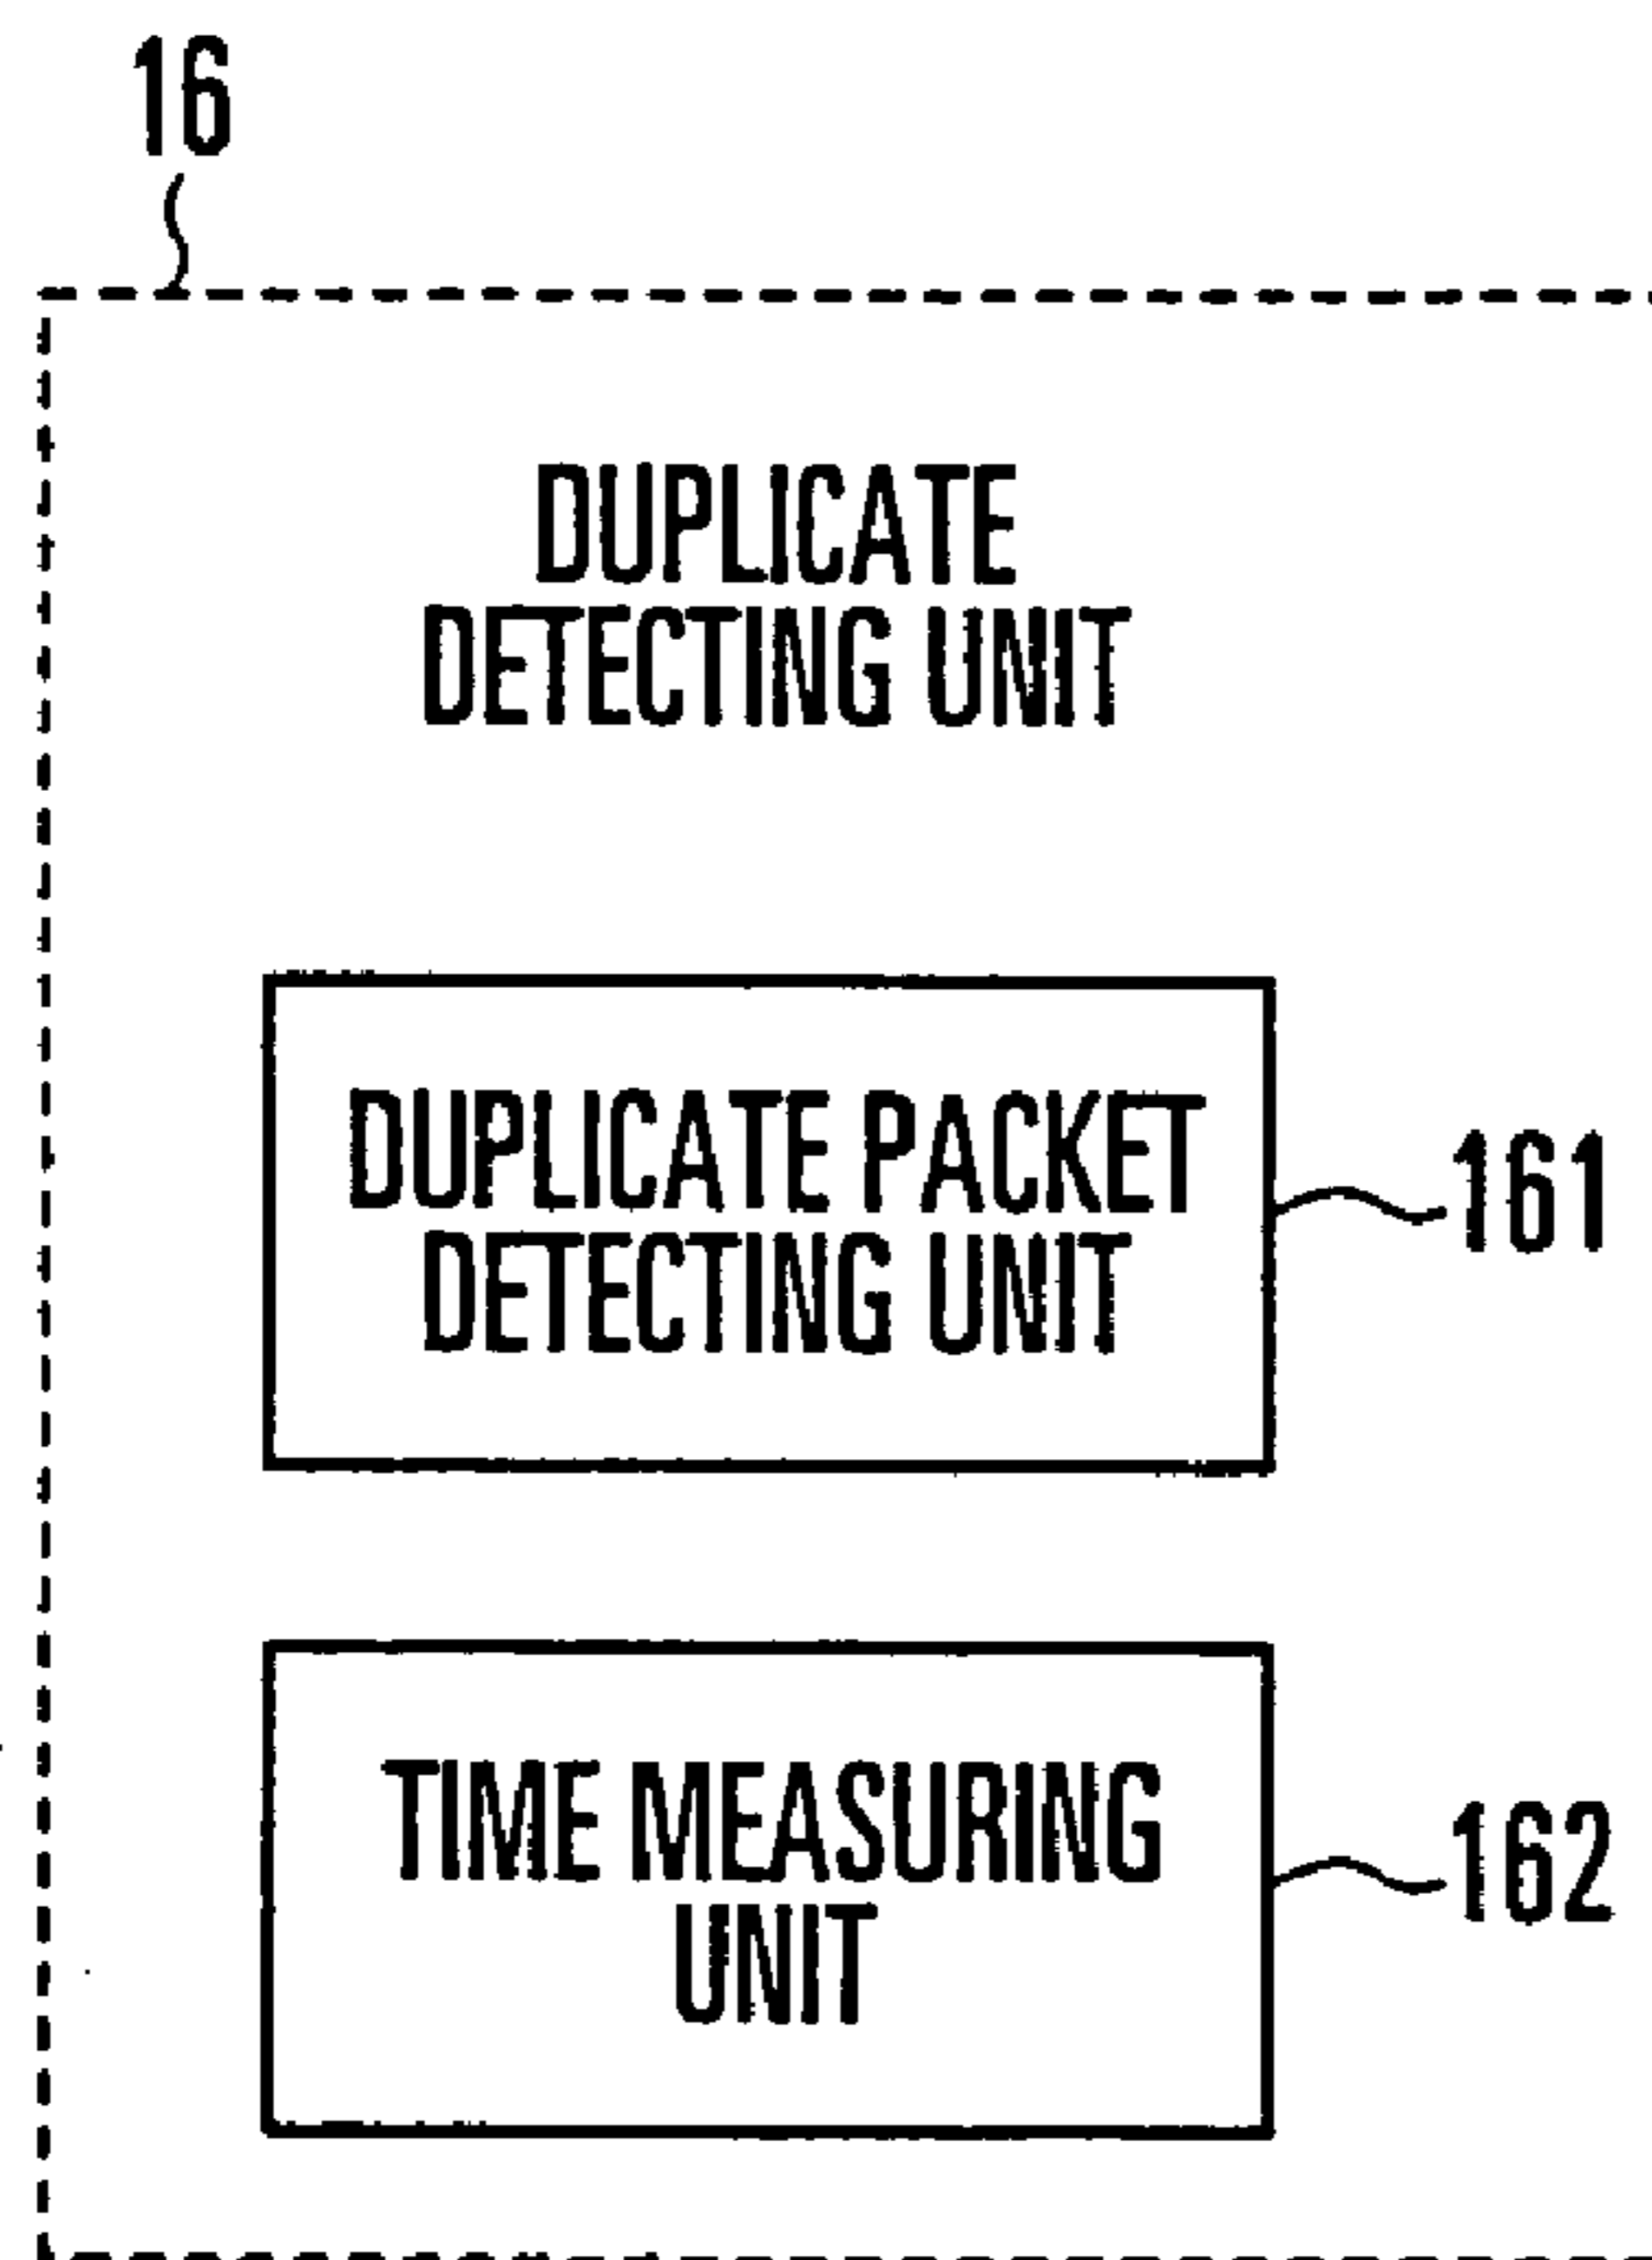 16
DUPLICATE
DETECTING UNIT
DUPLICATE PACKET
DETECTING UNIT
161
TIME MEASURING
UNIT
162